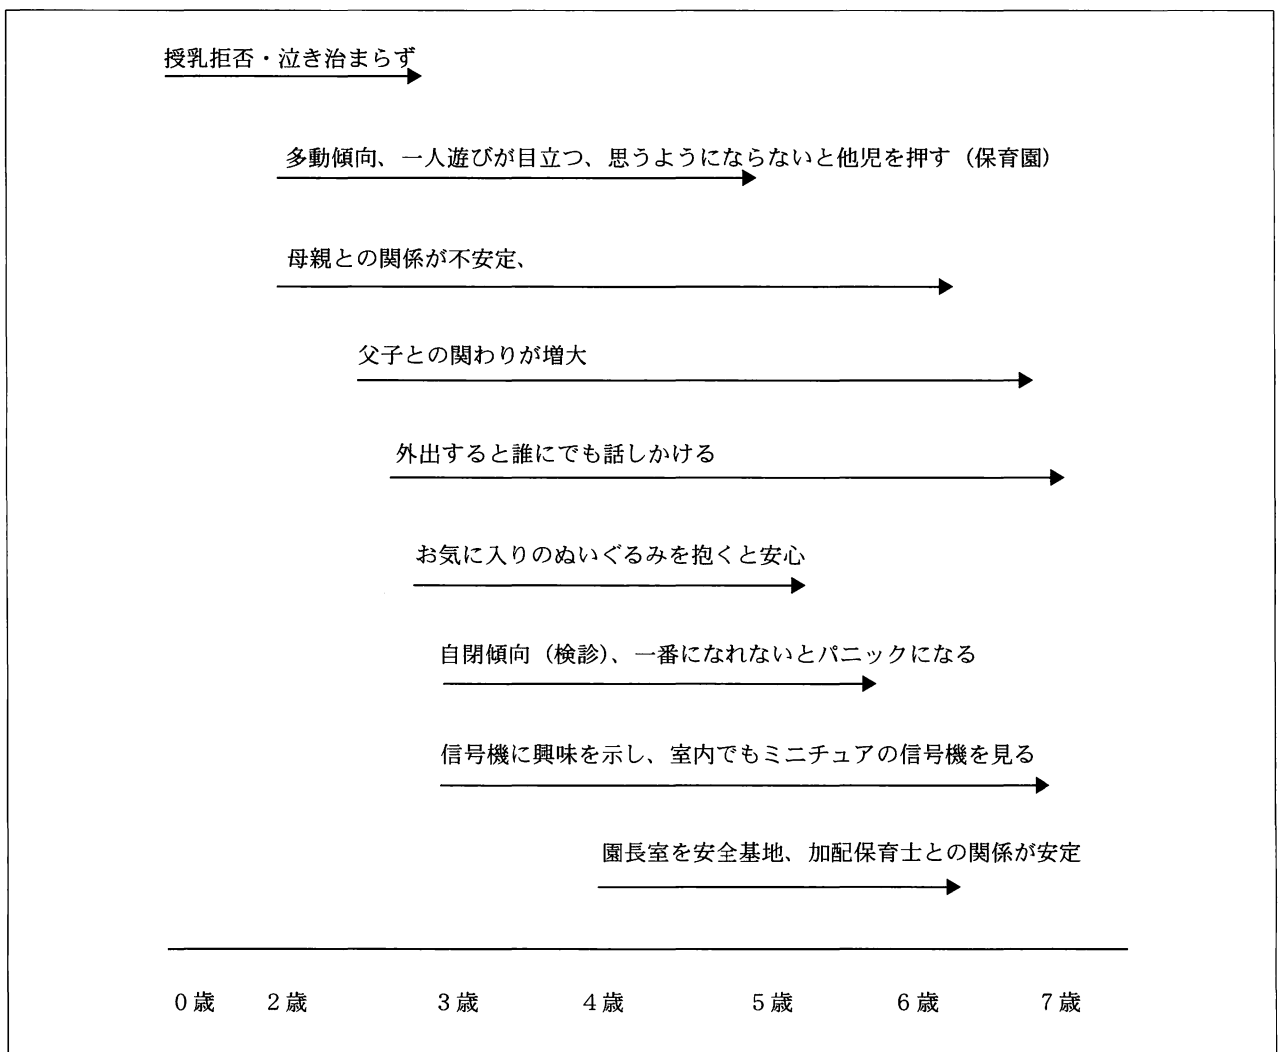 授乳拒否・泣き治まらず
多動傾向、一人遊びが目立つ、思うようにならないと他児を押す（保育園）
母親との関係が不安定、
父子との関わりが増大
外出すると誰にでも話しかける
お気に入りのぬいぐるみを抱くと安心
自閉傾向（検診）、一番になれないとパニックになる
信号機に興味を示し、室内でもミニチュアの信号機を見る
園長室を安全基地、加配保育士との関係が安定
0歳 2歳 3歳 4歳 5歳 6歳 7歳